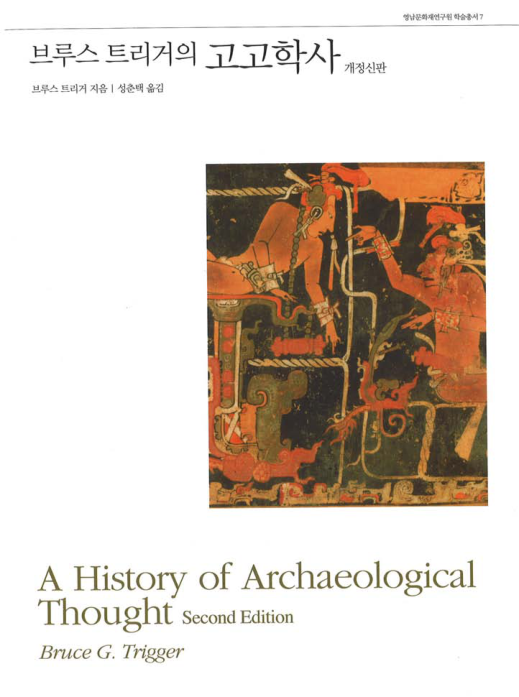 영남문화재연구원 학술총서 7
브루스 트리거의 고고학사 개정신판
브루스 트리거 지음 | 성춘택 옮김
A History of Archaeological
Thought Second Edition
Bruce G. Trigger